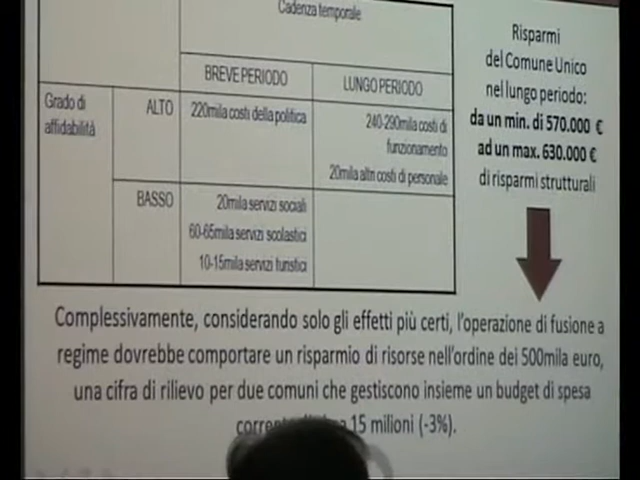 Cadenza temporale
BREVE PERIODO
LUNGO PERIODO
Grado di
affidabilità
ALTO
220mila costi della politica
240-290mila costi di
funzionamento
20mila altri costi di personale
BASSO
20mila servizi sociali
60-65mila servizi scolastici
10-15mila servizi turistici
Risparmi
del Comune Unico
nel lungo periodo:
da un min. di 570.000 €
ad un max. 630.000 €
di risparmi strutturali
Complessivamente, considerando solo gli effetti più certi, l'operazione di fusione a
regime dovrebbe comportare un risparmio di risorse nell'ordine dei 500mila euro,
una cifra di rilievo per due comuni che gestiscono insieme un budget di spesa
15 milioni (-3%).